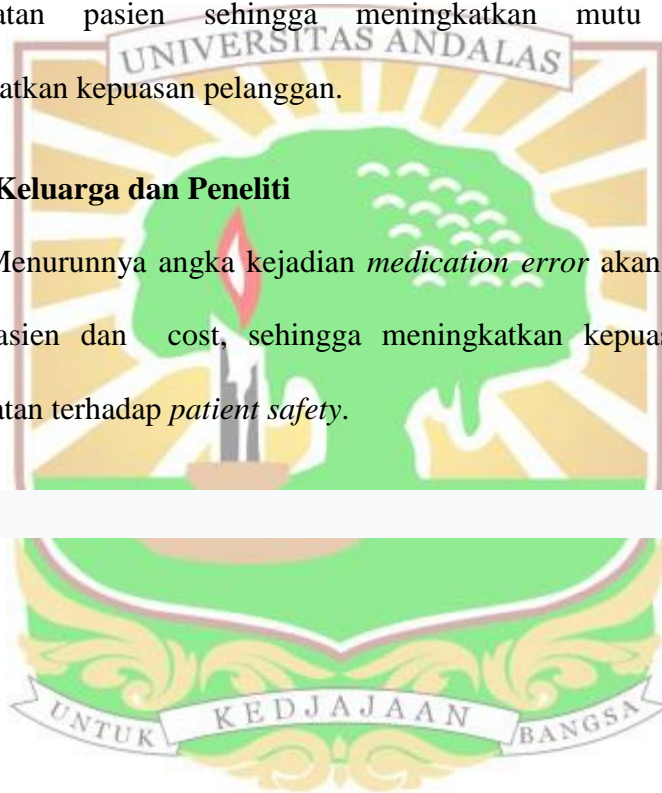 atan pasien sehingga meningkatkan mutu
UNIVERSITAS ANDALAS
atkan kepuasan pelanggan.
Keluarga dan Peneliti
Menurunnya angka kejadian medication error akan
asien dan cost, sehingga meningkatkan kepuas
atan terhadap patient safety.
UNTUK KEDJAJAAN BANGSA